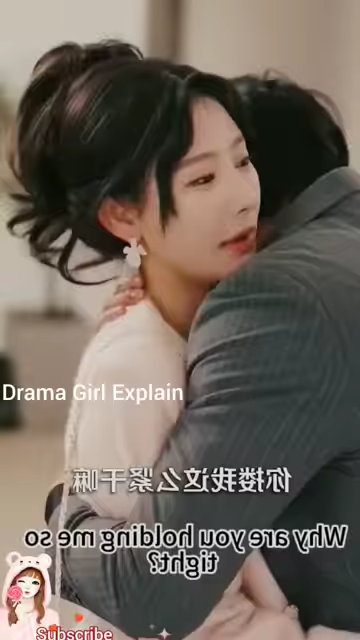 Drama Girl Explain
你搂我这么紧干嘛
Why are you holding me so
tight?
Subscribe